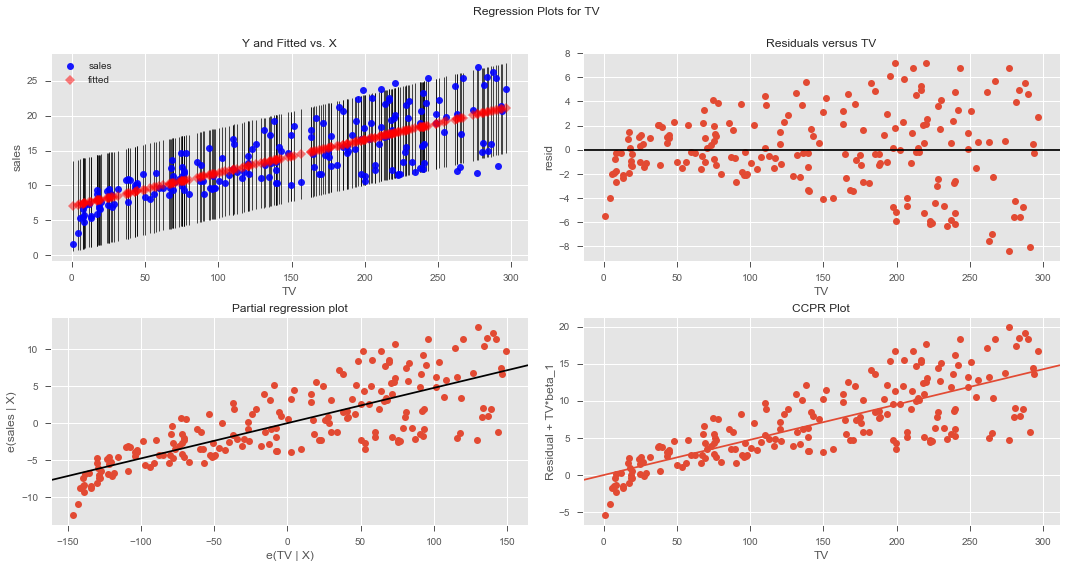 Regression Plots for TV
Y and Fitted vs. X
sales
fitted
sales
25
20
15
10
5
0
0 50 100 150 200 250 300
TV
Residuals versus TV
resid
8
6
4
2
0
−2
−4
−6
−8
0 50 100 150 200 250 300
TV
Partial regression plot
e(sales | X)
10
5
0
−5
−10
−150 −100 −50 0 50 100 150
e(TV | X)
CCPR Plot
Residual + TV*beta_1
20
15
10
5
0
−5
0 50 100 150 200 250 300
TV